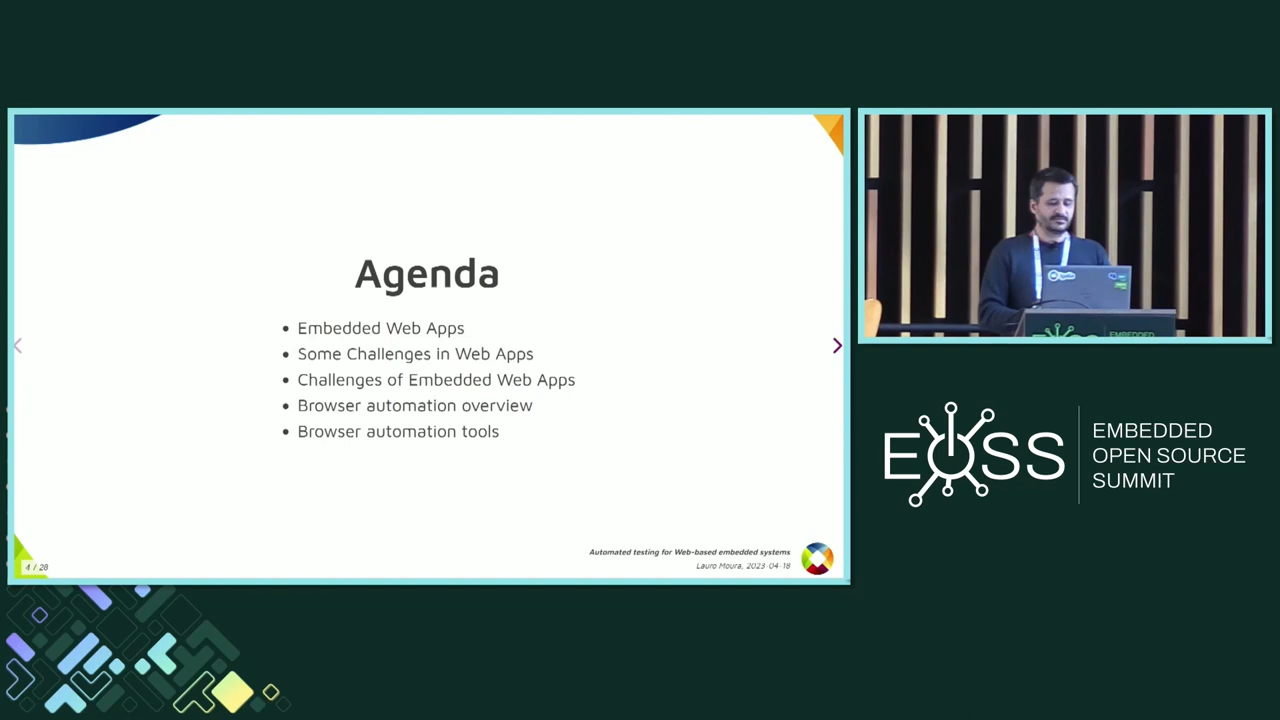 Agenda
Embedded Web Apps
Some Challenges in Web Apps
Challenges of Embedded Web Apps
Browser automation overview
Browser automation tools
Automated testing for Web-based embedded systems
Lauro Moura, 2023-04-18
4 / 28
EOSS
EMBEDDED
OPEN SOURCE
SUMMIT
EMBEDDED